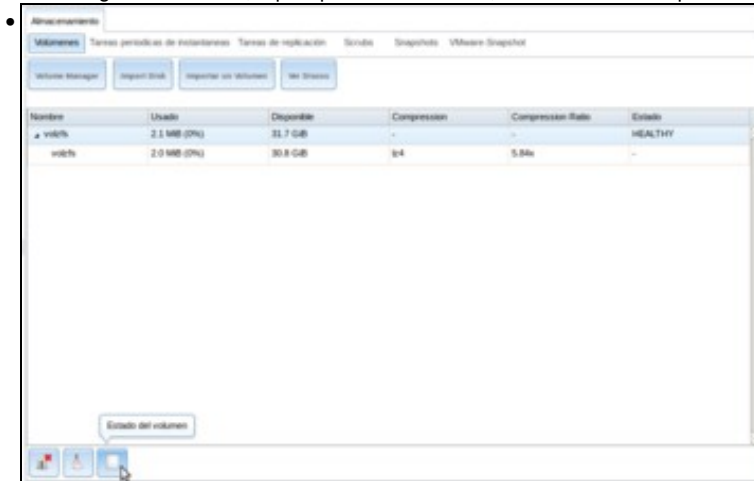 Almacenamiento
Volúmenes Tareas periódicas de instantáneas Tareas de replicación Scrubs Snapshots VMware-Snapshot
Volume Manager Import Disk Importar un Volumen Ver Discos
Nombre Usado Disponible Compression Compression Ratio Estado
volzfs 2.1 MiB (0%) 31.7 GiB - - HEALTHY
volzfs 2.0 MiB (0%) 30.8 GiB lz4 5.84x -
Estado del volumen